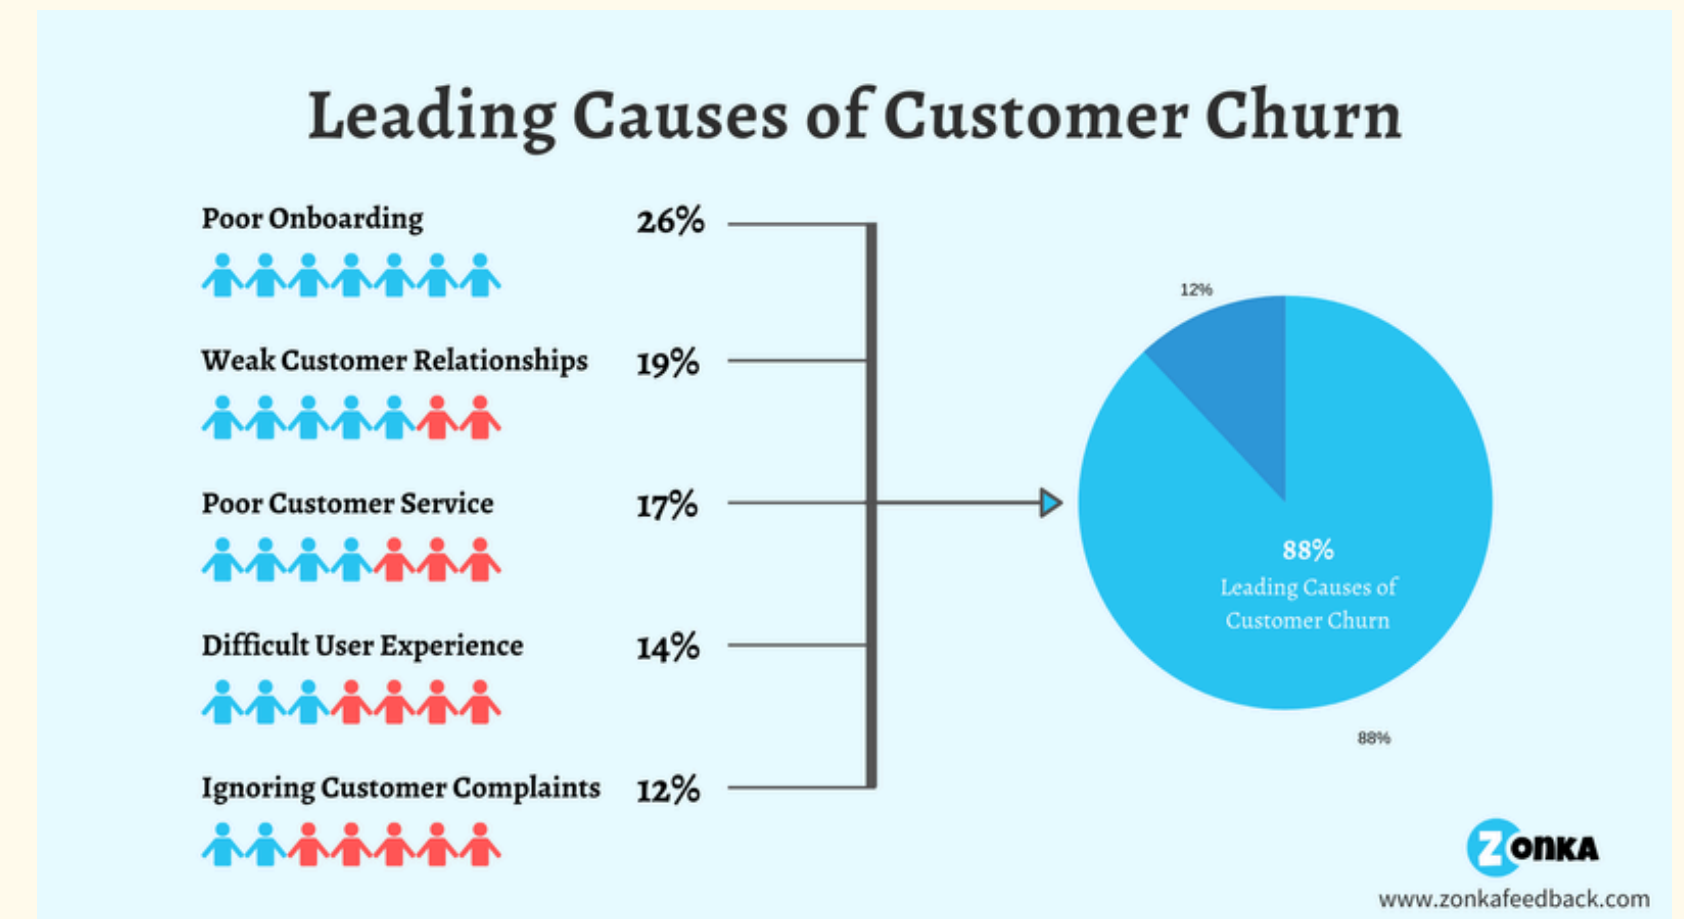 Leading Causes of Customer Churn
Poor Onboarding 26%
Weak Customer Relationships 19%
Poor Customer Service 17%
Difficult User Experience 14%
Ignoring Customer Complaints 12%
12%
88%
Leading Causes of
Customer Churn
88%
ZonKA
www.zonkafeedback.com